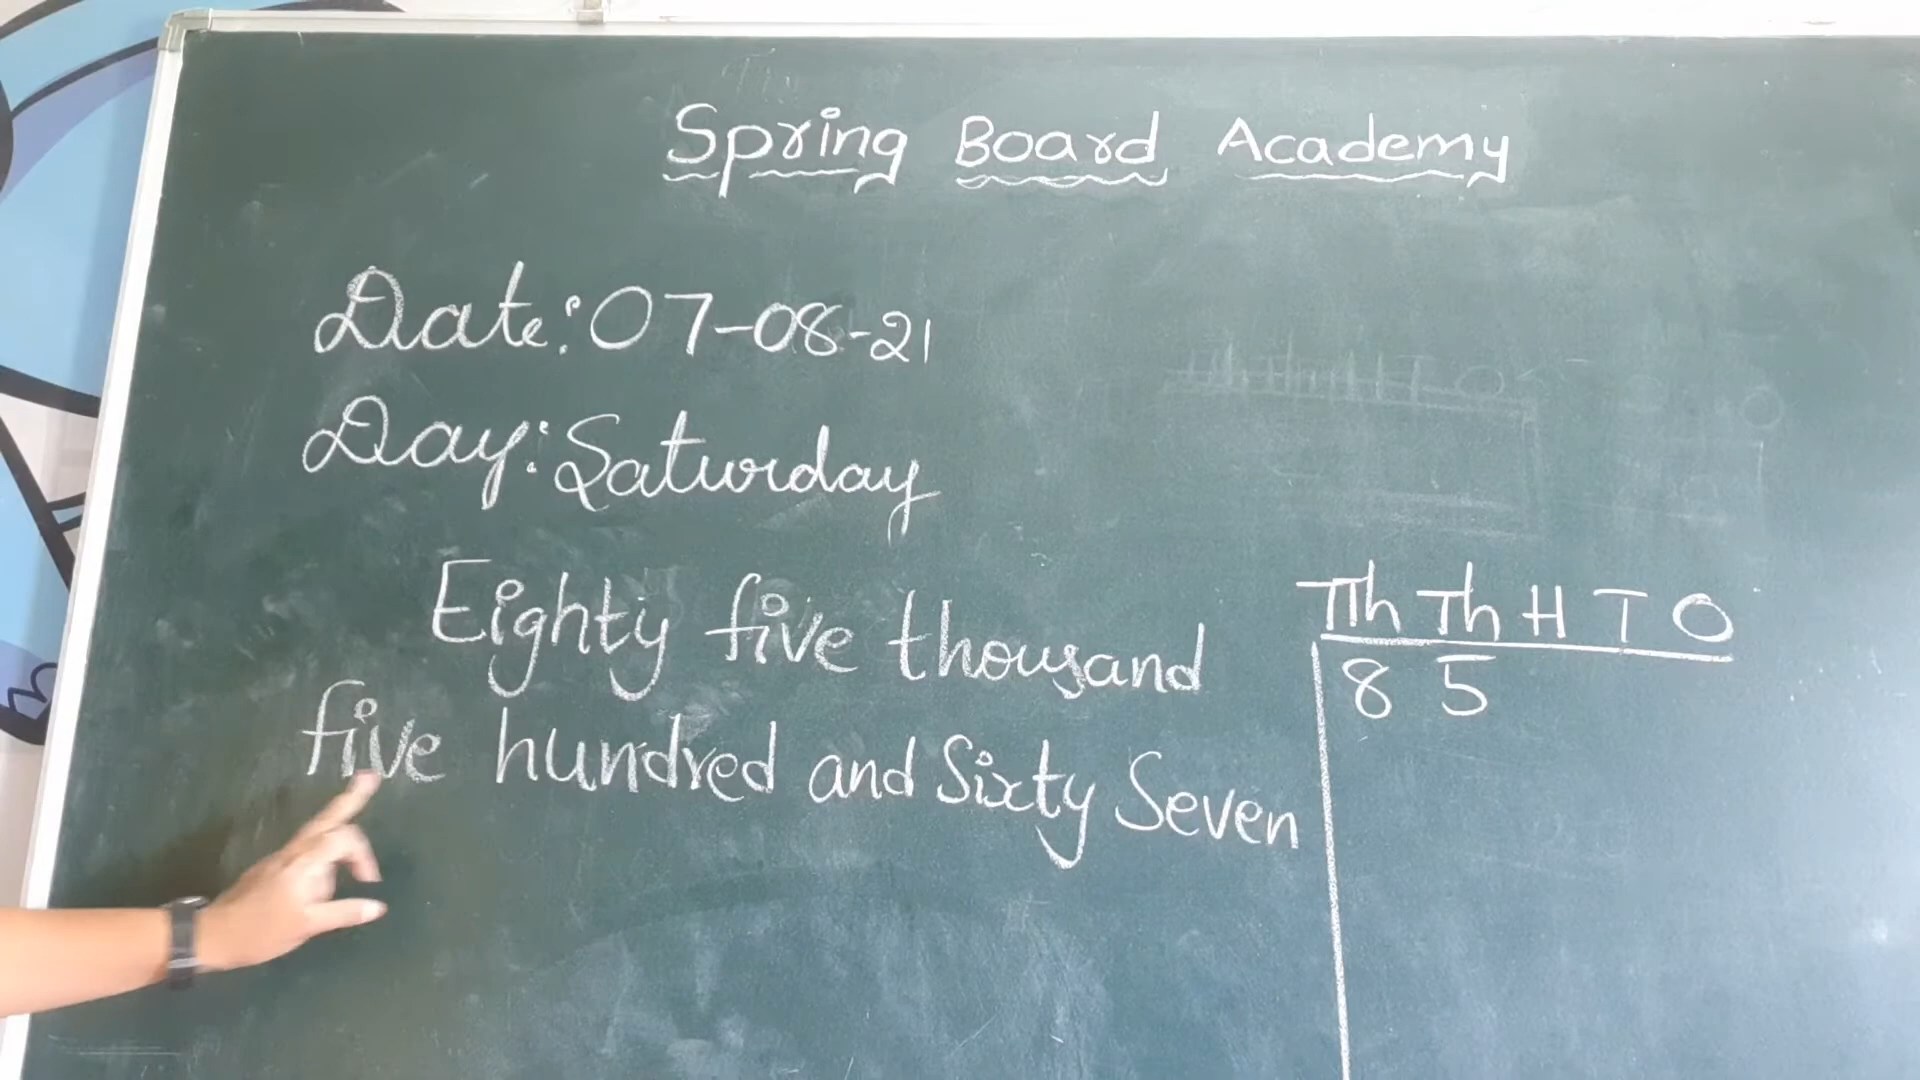 Spring Board Academy
Date: 07-08-21
Day: Saturday
Eighty five thousand
five hundred and Sixty Seven
TTh Th H T O
8 5